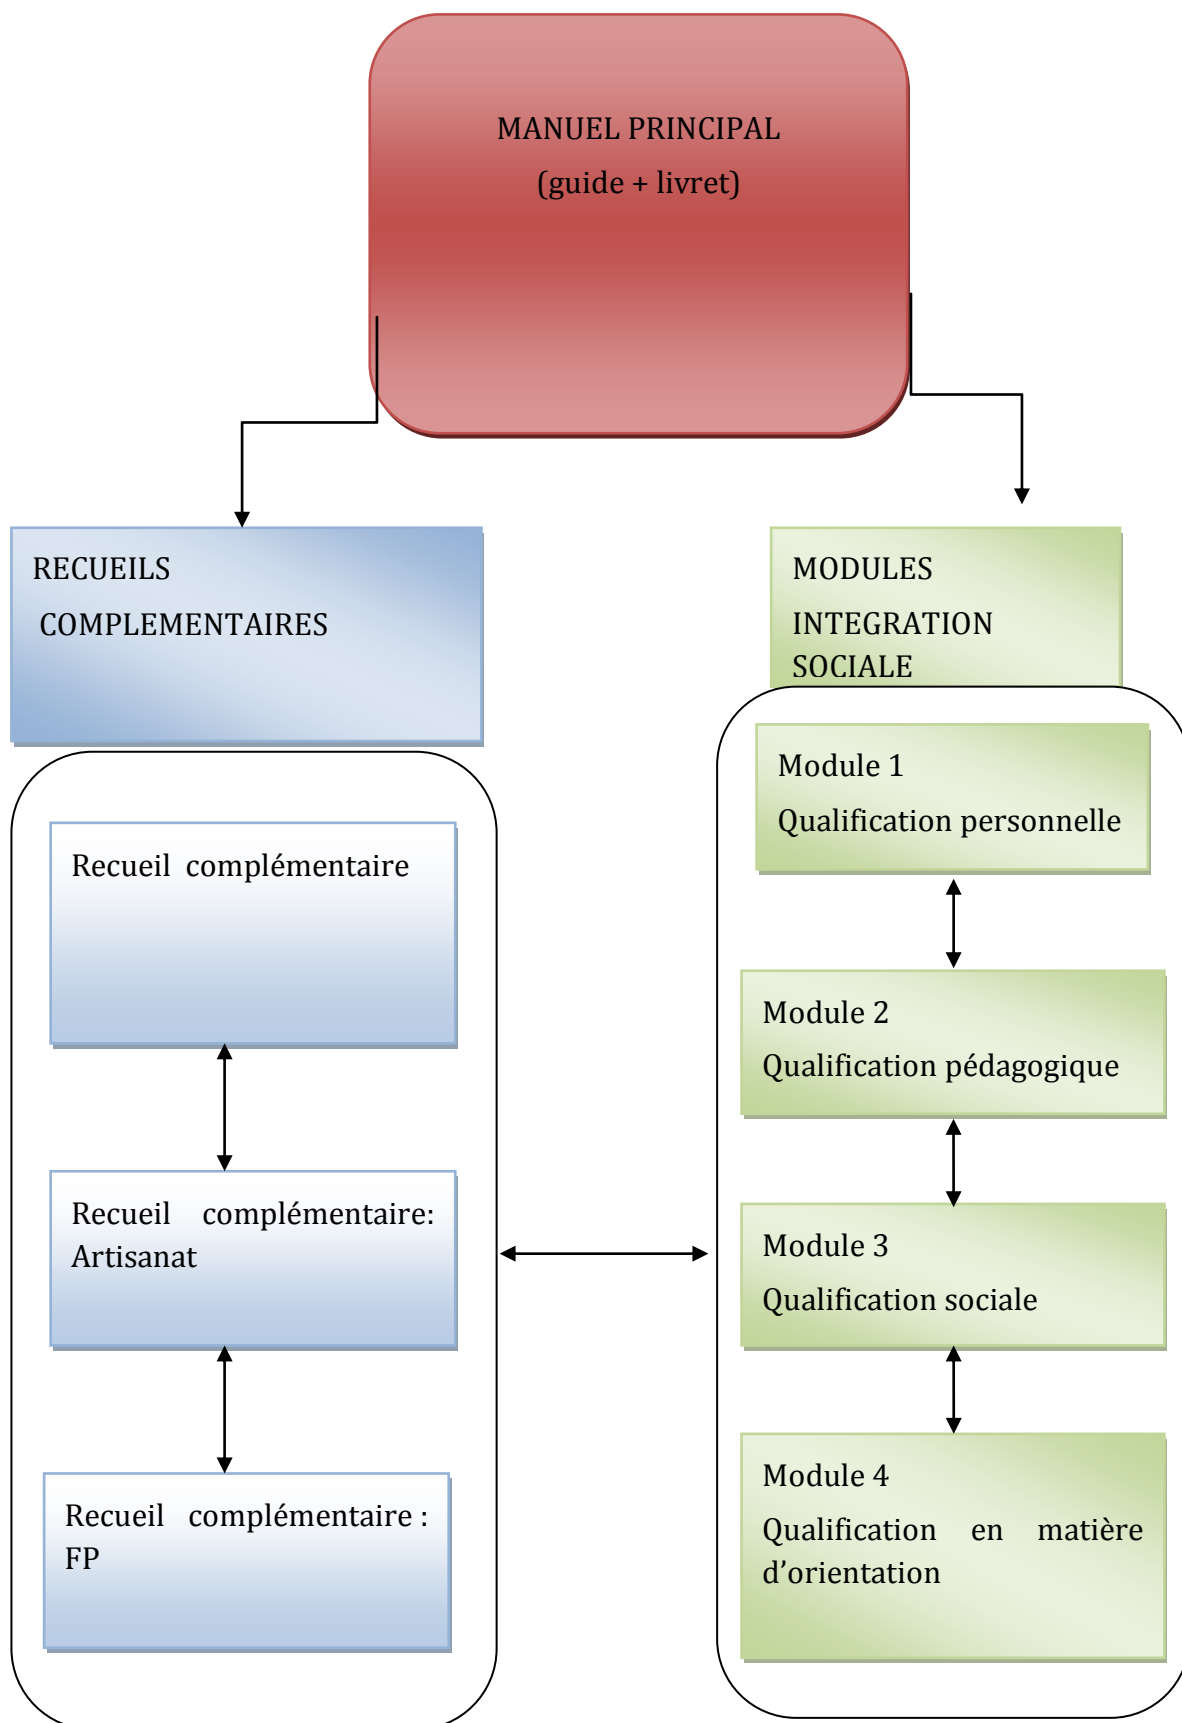 MANUEL PRINCIPAL
(guide + livret)
RECUEILS
COMPLEMENTAIRES
Recueil complémentaire
Recueil complémentaire:
Artisanat
Recueil complémentaire :
FP
MODULES
INTEGRATION
SOCIALE
Module 1
Qualification personnelle
Module 2
Qualification pédagogique
Module 3
Qualification sociale
Module 4
Qualification en matière
d’orientation